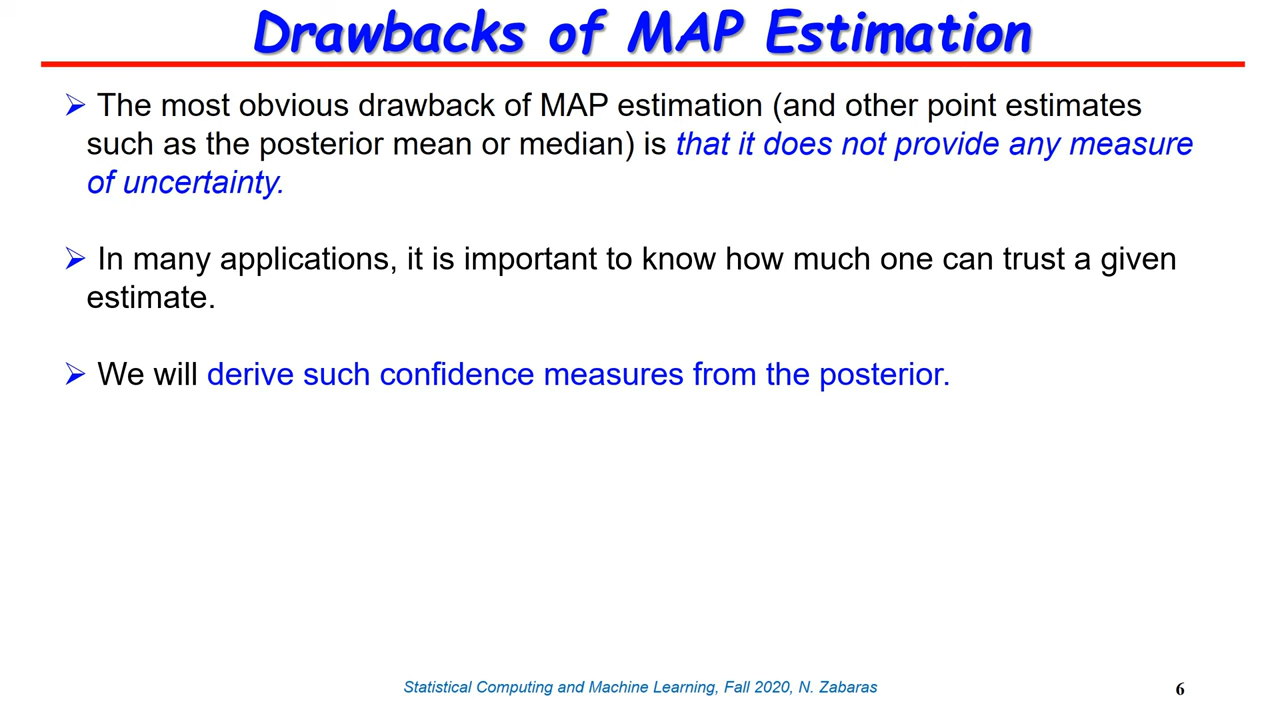 Drawbacks of MAP Estimation
➢ The most obvious drawback of MAP estimation (and other point estimates
such as the posterior mean or median) is that it does not provide any measure
of uncertainty.
➢ In many applications, it is important to know how much one can trust a given
estimate.
➢ We will derive such confidence measures from the posterior.
Statistical Computing and Machine Learning, Fall 2020, N. Zabaras
6